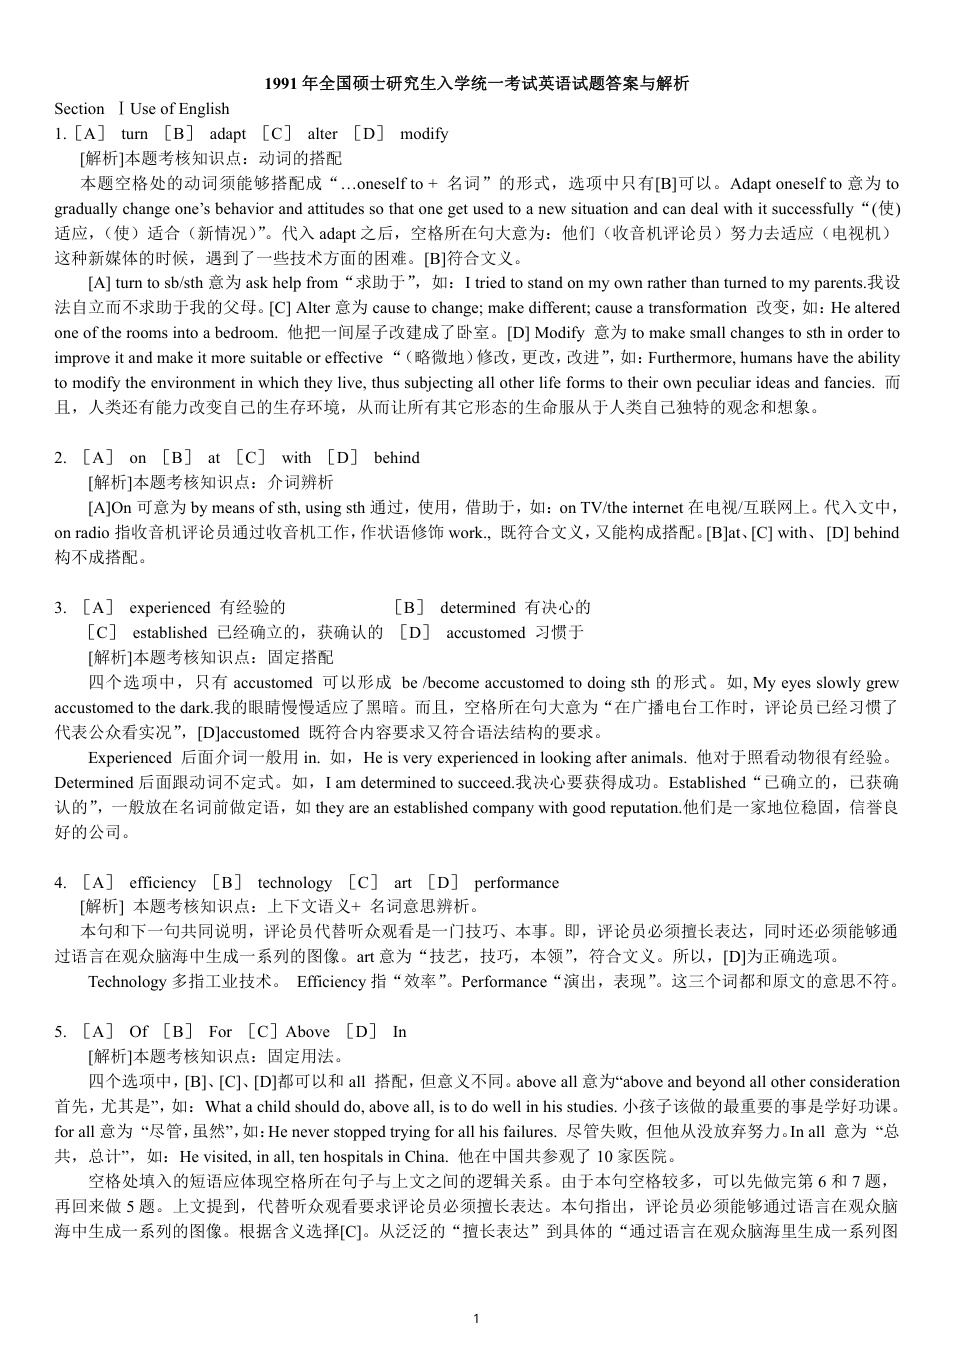 1991 年全国硕士研究生入学统一考试英语试题答案与解析
Section ⅠUse of English
1.［A］ turn ［B］ adapt ［C］ alter ［D］ modify
[解析]本题考核知识点：动词的搭配
本题空格处的动词须能够搭配成“…oneself to + 名词”的形式，选项中只有[B]可以。Adapt oneself to 意为 to
gradually change one’s behavior and attitudes so that one get used to a new situation and can deal with it successfully“(使)
适应，（使）适合（新情况）”。代入 adapt 之后，空格所在句大意为：他们（收音机评论员）努力去适应（电视机）
这种新媒体的时候，遇到了一些技术方面的困难。[B]符合文义。
[A] turn to sb/sth 意为 ask help from“求助于”，如：I tried to stand on my own rather than turned to my parents.我设
法自立而不求助于我的父母。[C] Alter 意为 cause to change; make different; cause a transformation 改变，如：He altered
one of the rooms into a bedroom. 他把一间屋子改建成了卧室。[D] Modify 意为 to make small changes to sth in order to
improve it and make it more suitable or effective “（略微地）修改，更改，改进”，如：Furthermore, humans have the ability
to modify the environment in which they live, thus subjecting all other life forms to their own peculiar ideas and fancies. 而
且，人类还有能力改变自己的生存环境，从而让所有其它形态的生命服从于人类自己独特的观念和想象。
2. ［A］ on ［B］ at ［C］ with ［D］ behind
[解析]本题考核知识点：介词辨析
[A]On 可意为 by means of sth, using sth 通过，使用，借助于，如：on TV/the internet 在电视/互联网上。代入文中，
on radio 指收音机评论员通过收音机工作，作状语修饰 work., 既符合文义，又能构成搭配。[B]at、[C] with、 [D] behind
构不成搭配。
3. ［A］ experienced 有经验的 ［B］ determined 有决心的
［C］ established 已经确立的，获确认的 ［D］ accustomed 习惯于
[解析]本题考核知识点：固定搭配
四个选项中，只有 accustomed 可以形成 be /become accustomed to doing sth 的形式。如, My eyes slowly grew
accustomed to the dark.我的眼睛慢慢适应了黑暗。而且，空格所在句大意为“在广播电台工作时，评论员已经习惯了
代表公众看实况”，[D]accustomed 既符合内容要求又符合语法结构的要求。
Experienced 后面介词一般用 in. 如，He is very experienced in looking after animals. 他对于照看动物很有经验。
Determined 后面跟动词不定式。如，I am determined to succeed.我决心要获得成功。Established“已确立的，已获确
认的”，一般放在名词前做定语，如 they are an established company with good reputation.他们是一家地位稳固，信誉良
好的公司。
4. ［A］ efficiency ［B］ technology ［C］ art ［D］ performance
[解析] 本题考核知识点：上下文语义+ 名词意思辨析。
本句和下一句共同说明，评论员代替听众观看是一门技巧、本事。即，评论员必须擅长表达，同时还必须能够通
过语言在观众脑海中生成一系列的图像。art 意为“技艺，技巧，本领”，符合文义。所以，[D]为正确选项。
Technology 多指工业技术。 Efficiency 指“效率”。Performance“演出，表现”。这三个词都和原文的意思不符。
5. ［A］ Of ［B］ For ［C］Above ［D］ In
[解析]本题考核知识点：固定用法。
四个选项中，[B]、[C]、[D]都可以和 all 搭配，但意义不同。above all 意为“above and beyond all other consideration
首先，尤其是”，如：What a child should do, above all, is to do well in his studies. 小孩子该做的最重要的事是学好功课。
for all 意为 “尽管，虽然”，如：He never stopped trying for all his failures. 尽管失败, 但他从没放弃努力。In all 意为 “总
共，总计”，如：He visited, in all, ten hospitals in China. 他在中国共参观了 10 家医院。
空格处填入的短语应体现空格所在句子与上文之间的逻辑关系。由于本句空格较多，可以先做完第 6 和 7 题，
再回来做 5 题。上文提到，代替听众观看要求评论员必须擅长表达。本句指出，评论员必须能够通过语言在观众脑
海中生成一系列的图像。根据含义选择[C]。从泛泛的“擅长表达”到具体的“通过语言在观众脑海里生成一系列图
1